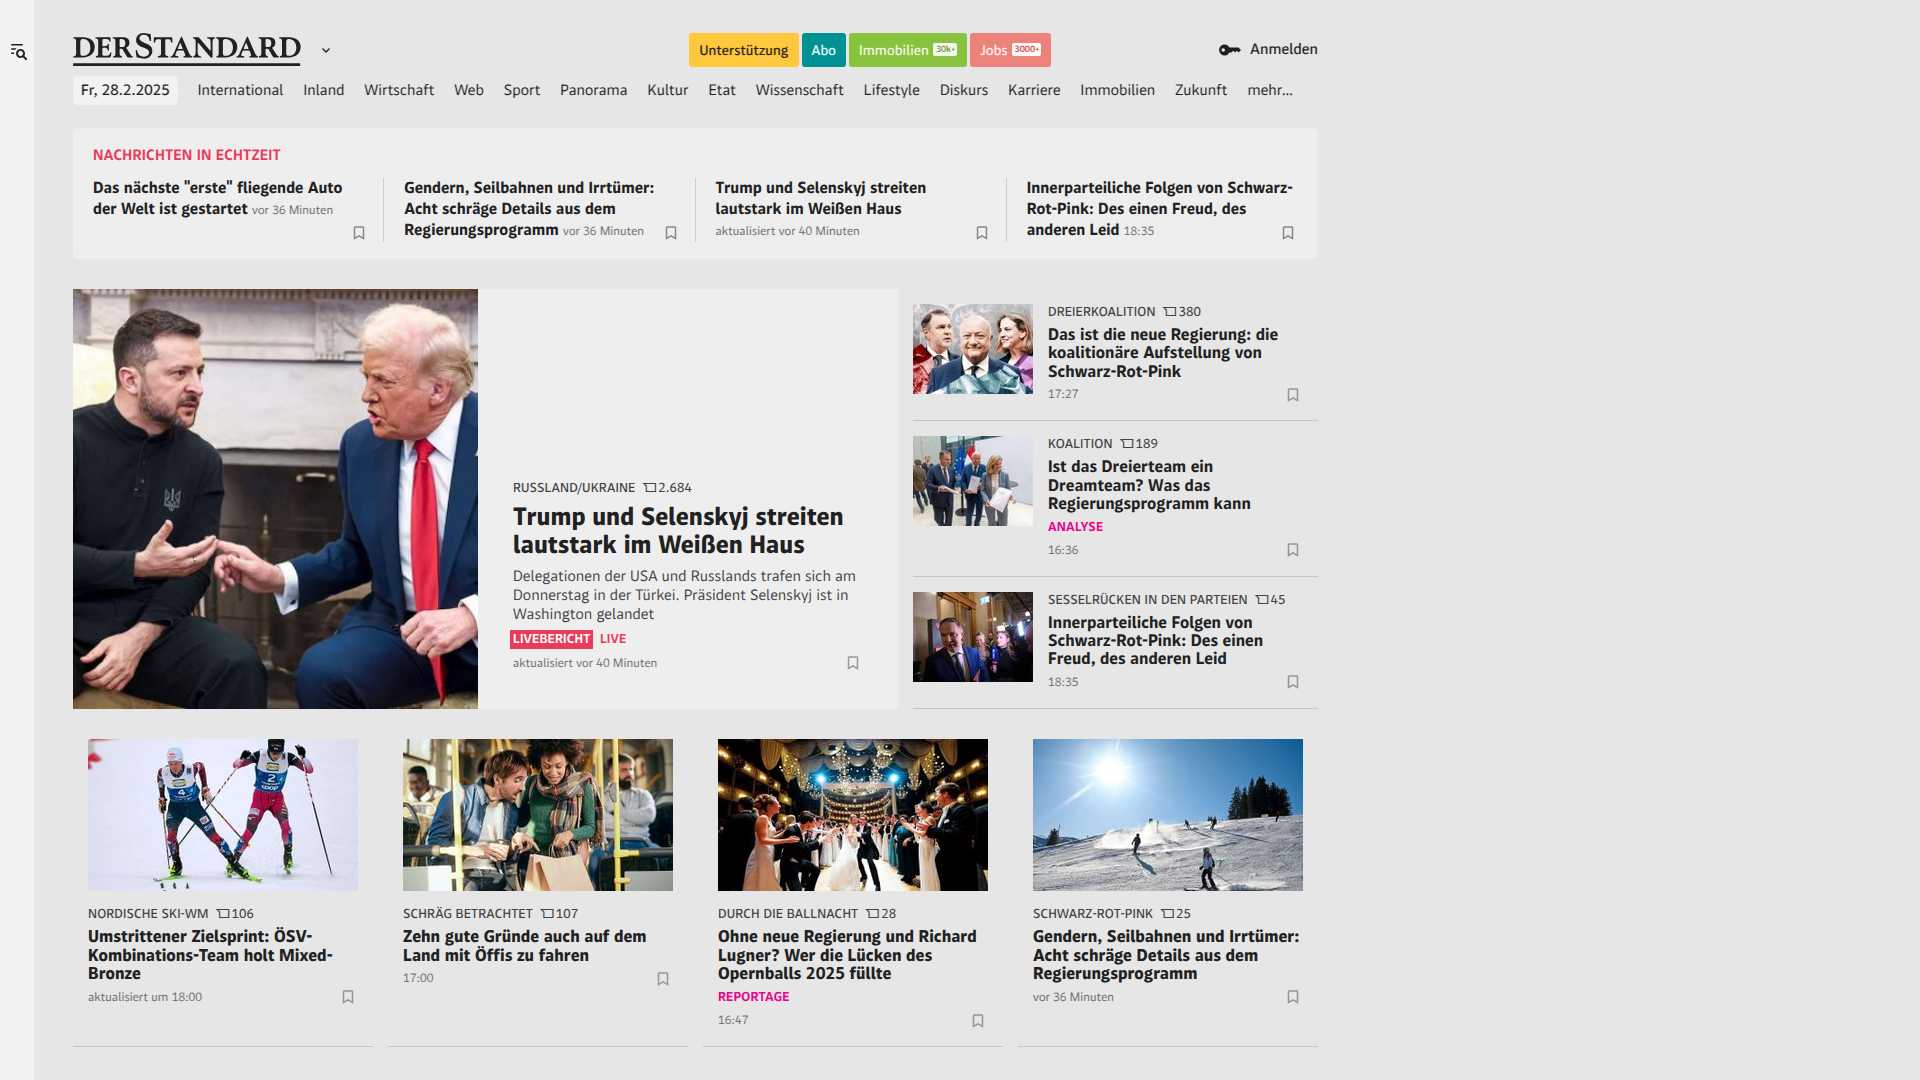 DERSTANDARD
Unterstützung
Abo
Immobilien 30k+
Jobs 3000+
Anmelden
Fr, 28.2.2025 International Inland Wirtschaft Web Sport Panorama Kultur Etat Wissenschaft Lifestyle Diskurs Karriere Immobilien Zukunft mehr...
NACHRICHTEN IN ECHTZEIT
Das nächste "erste" fliegende Auto
der Welt ist gestartet vor 36 Minuten
Gendern, Seilbahnen und Irrtümer:
Acht schräge Details aus dem
Regierungsprogramm vor 36 Minuten
Trump und Selenskyj streiten
lautstark im Weißen Haus
aktualisiert vor 40 Minuten
Innerparteiliche Folgen von Schwarz-
Rot-Pink: Des einen Freud, des
anderen Leid 18:35
RUSSLAND/UKRAINE 2.684
Trump und Selenskyj streiten
lautstark im Weißen Haus
Delegationen der USA und Russlands trafen sich am
Donnerstag in der Türkei. Präsident Selenskyj ist in
Washington gelandet
LIVEBERICHT LIVE
aktualisiert vor 40 Minuten
DREIERKOALITION 380
Das ist die neue Regierung: die
koalitionäre Aufstellung von
Schwarz-Rot-Pink
17:27
KOALITION 189
Ist das Dreierteam ein
Dreamteam? Was das
Regierungsprogramm kann
ANALYSE
16:36
SESSELRÜCKEN IN DEN PARTEIEN 45
Innerparteiliche Folgen von
Schwarz-Rot-Pink: Des einen
Freud, des anderen Leid
18:35
NORDISCHE SKI-WM 106
Umstrittener Zielsprint: ÖSV-
Kombinations-Team holt Mixed-
Bronze
aktualisiert um 18:00
SCHRÄG BETRACHTET 107
Zehn gute Gründe auch auf dem
Land mit Öffis zu fahren
17:00
DURCH DIE BALLNACHT 28
Ohne neue Regierung und Richard
Lugner? Wer die Lücken des
Opernballs 2025 füllte
REPORTAGE
16:47
SCHWARZ-ROT-PINK 25
Gendern, Seilbahnen und Irrtümer:
Acht schräge Details aus dem
Regierungsprogramm
vor 36 Minuten